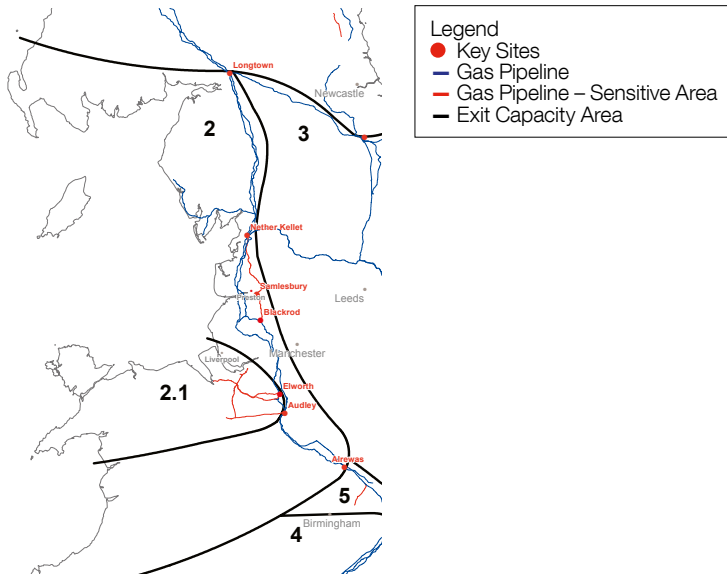 Longtown
Newcastle
2
3
Nether Kellet
Samlesbury
Preston
Leeds
Blackrod
Manchester
Liverpool
2.1
Elworth
Audley
Airewas
5
Birmingham
4
Legend
Key Sites
Gas Pipeline
Gas Pipeline – Sensitive Area
Exit Capacity Area